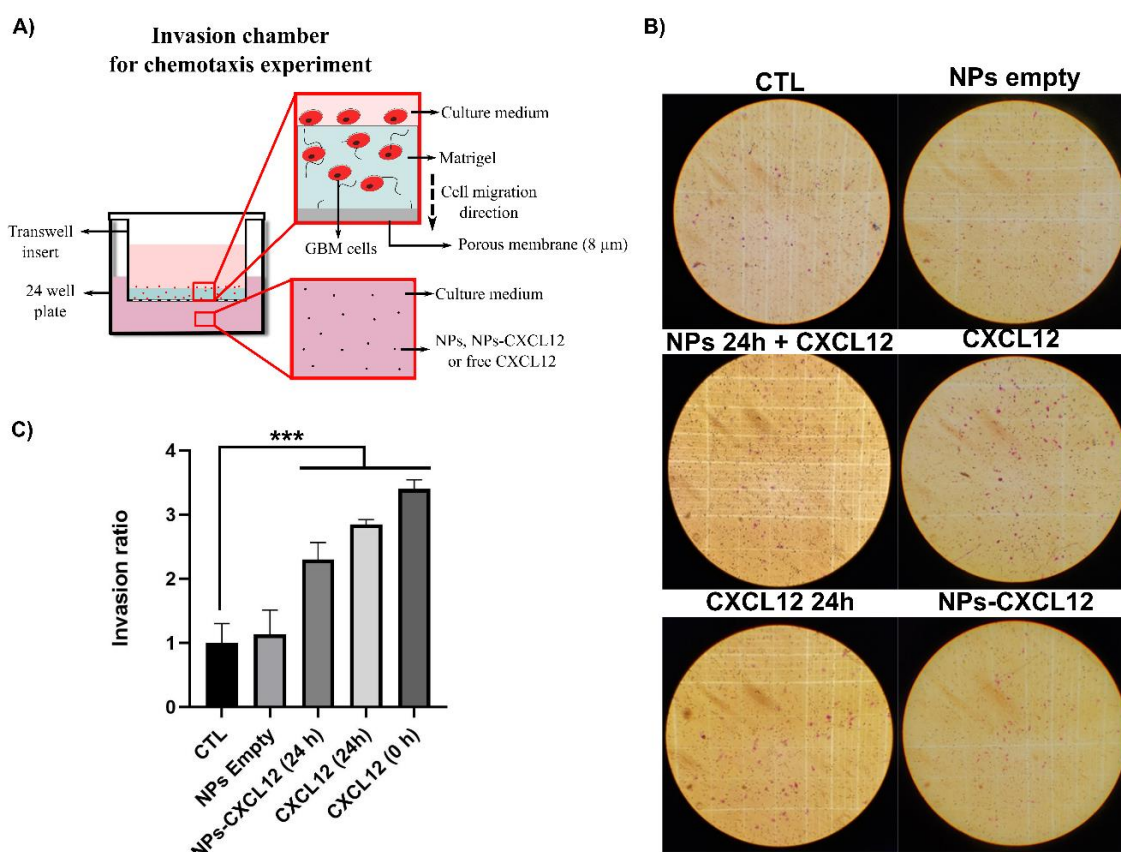 A)
Invasion chamber
for chemotaxis experiment
Culture medium
Matrigel
Cell migration
direction
GBM cells
Porous membrane (8 µm)
Transwell
insert
24 well
plate
Culture medium
NPs, NPs-CXCL12
or free CXCL12
B)
CTL
NPs empty
NPs 24h + CXCL12
CXCL12
CXCL12 24h
NPs-CXCL12
C)
***
Invasion ratio
4
3
2
1
0
CTL
NPs Empty
NPs-CXCL12 (24 h)
CXCL12 (24h)
CXCL12 (0 h)